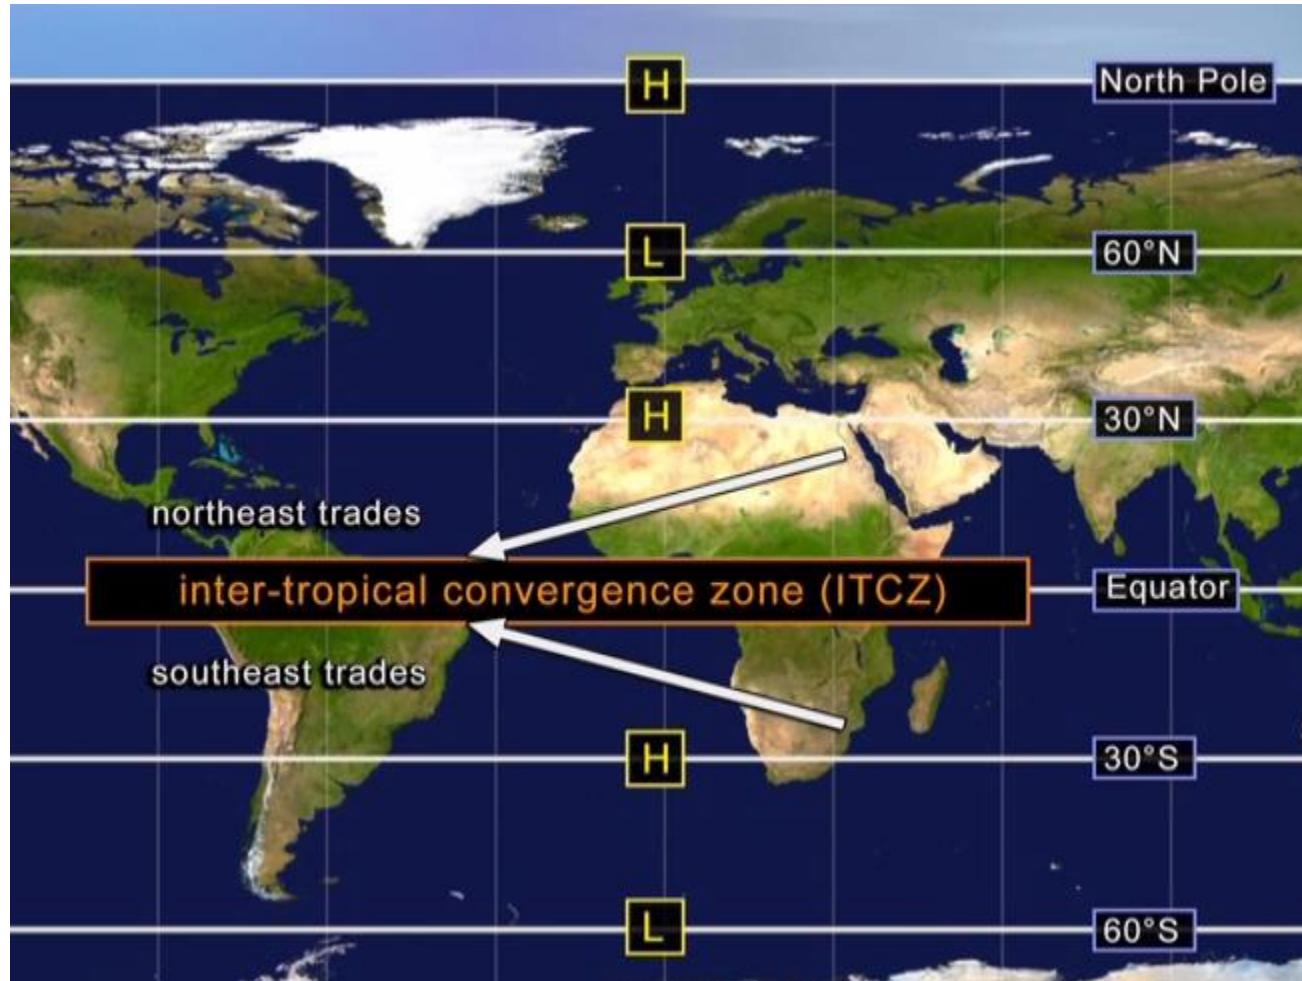 H
North Pole
L
60°N
H
30°N
northeast trades
inter-tropical convergence zone (ITCZ)
Equator
southeast trades
H
30°S
L
60°S